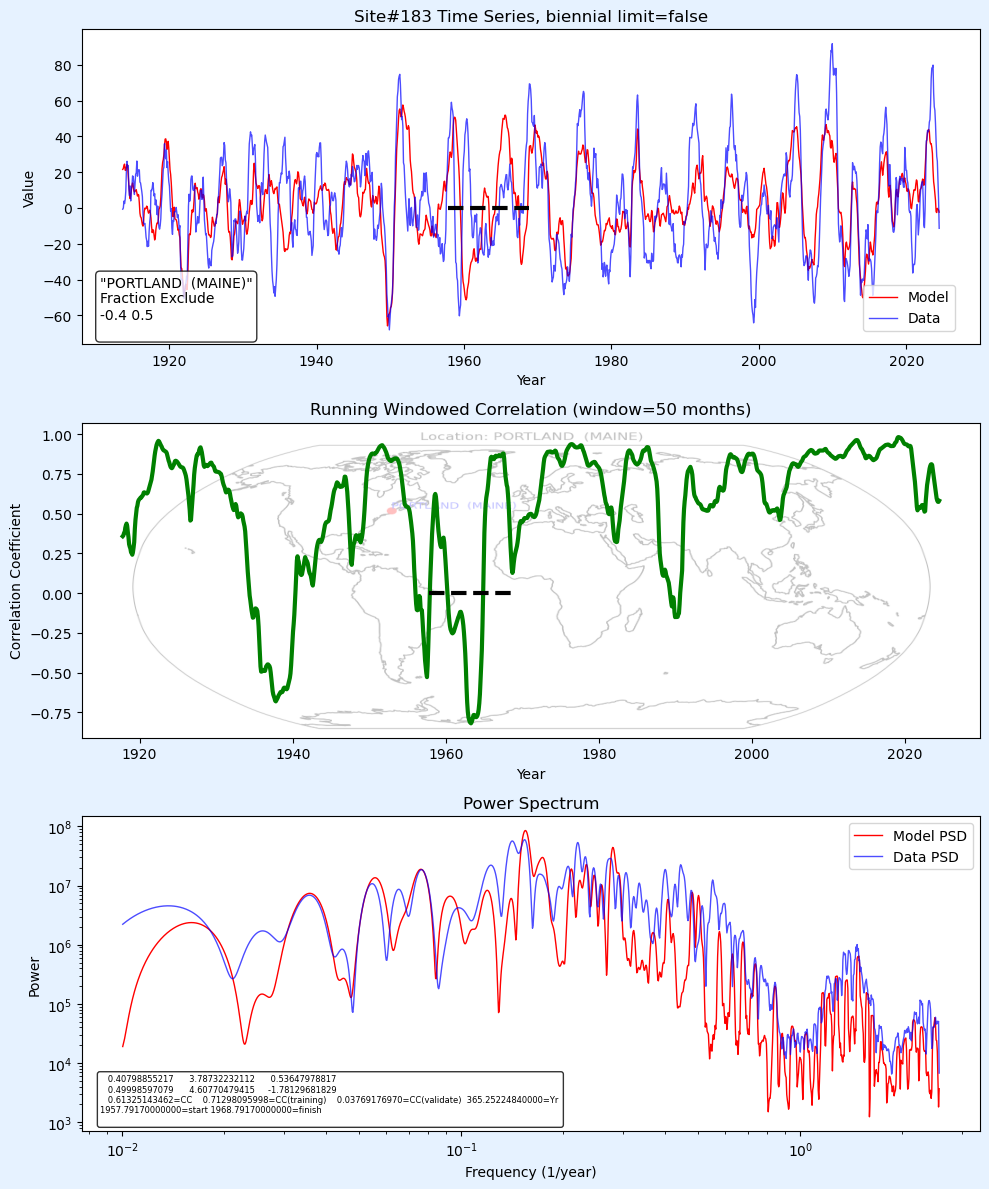 Site#183 Time Series, biennial limit=false
Value
80
60
40
20
0
−20
−40
−60
"PORTLAND (MAINE)"
Fraction Exclude
-0.4 0.5
Model
Data
1920
1940
1960
1980
2000
2020
Year
Running Windowed Correlation (window=50 months)
Location: PORTLAND (MAINE)
PORTLAND (MAINE)
Correlation Coefficient
1.00
0.75
0.50
0.25
0.00
−0.25
−0.50
−0.75
1920
1940
1960
1980
2000
2020
Year
Power Spectrum
Model PSD
Data PSD
Power
10^8
10^7
10^6
10^5
10^4
10^3
0.40798855217 3.78732232112 0.53647978817
0.49998597079 4.60770479415 -1.78129681829
0.61325143462=CC 0.71298095998=CC(training) 0.03769176970=CC(validate) 365.25224840000=Yr
1957.79170000000=start 1968.79170000000=finish
10^−2
10^−1
10^0
Frequency (1/year)